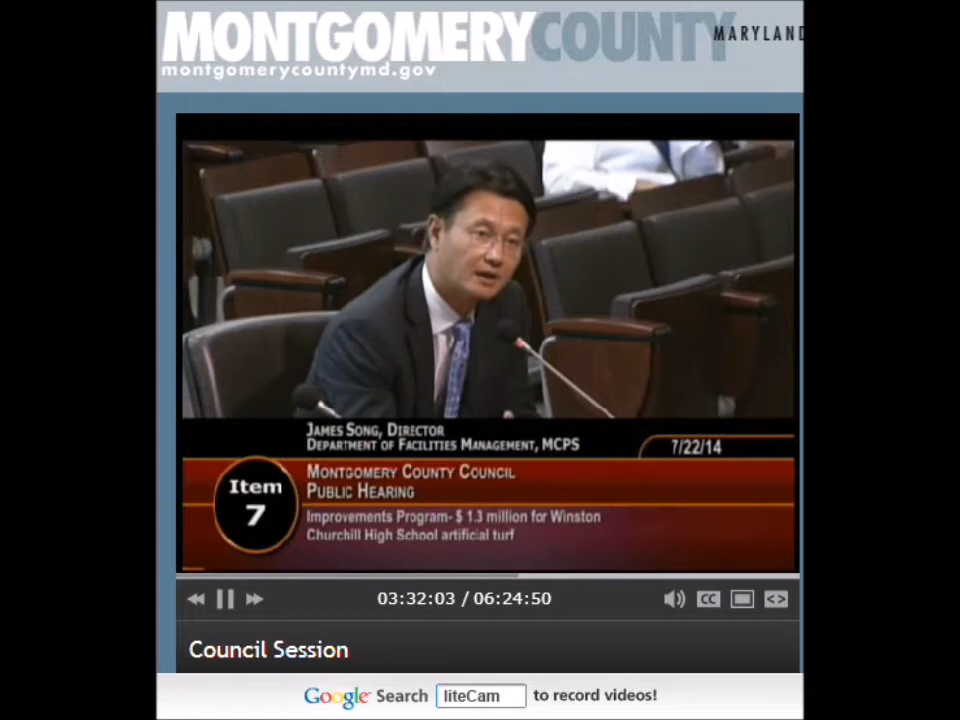 MONTGOMERYCOUNTY MARYLAND
montgomerycountymd.gov
JAMES SONG, DIRECTOR
DEPARTMENT OF FACILITIES MANAGEMENT, MCPS
7/22/14
Item
7
MONTGOMERY COUNTY COUNCIL
PUBLIC HEARING
Improvements Program- $ 1.3 million for Winston
Churchill High School artificial turf
03:32:03 / 06:24:50
CC
<>
Council Session
Google Search liteCam to record videos!